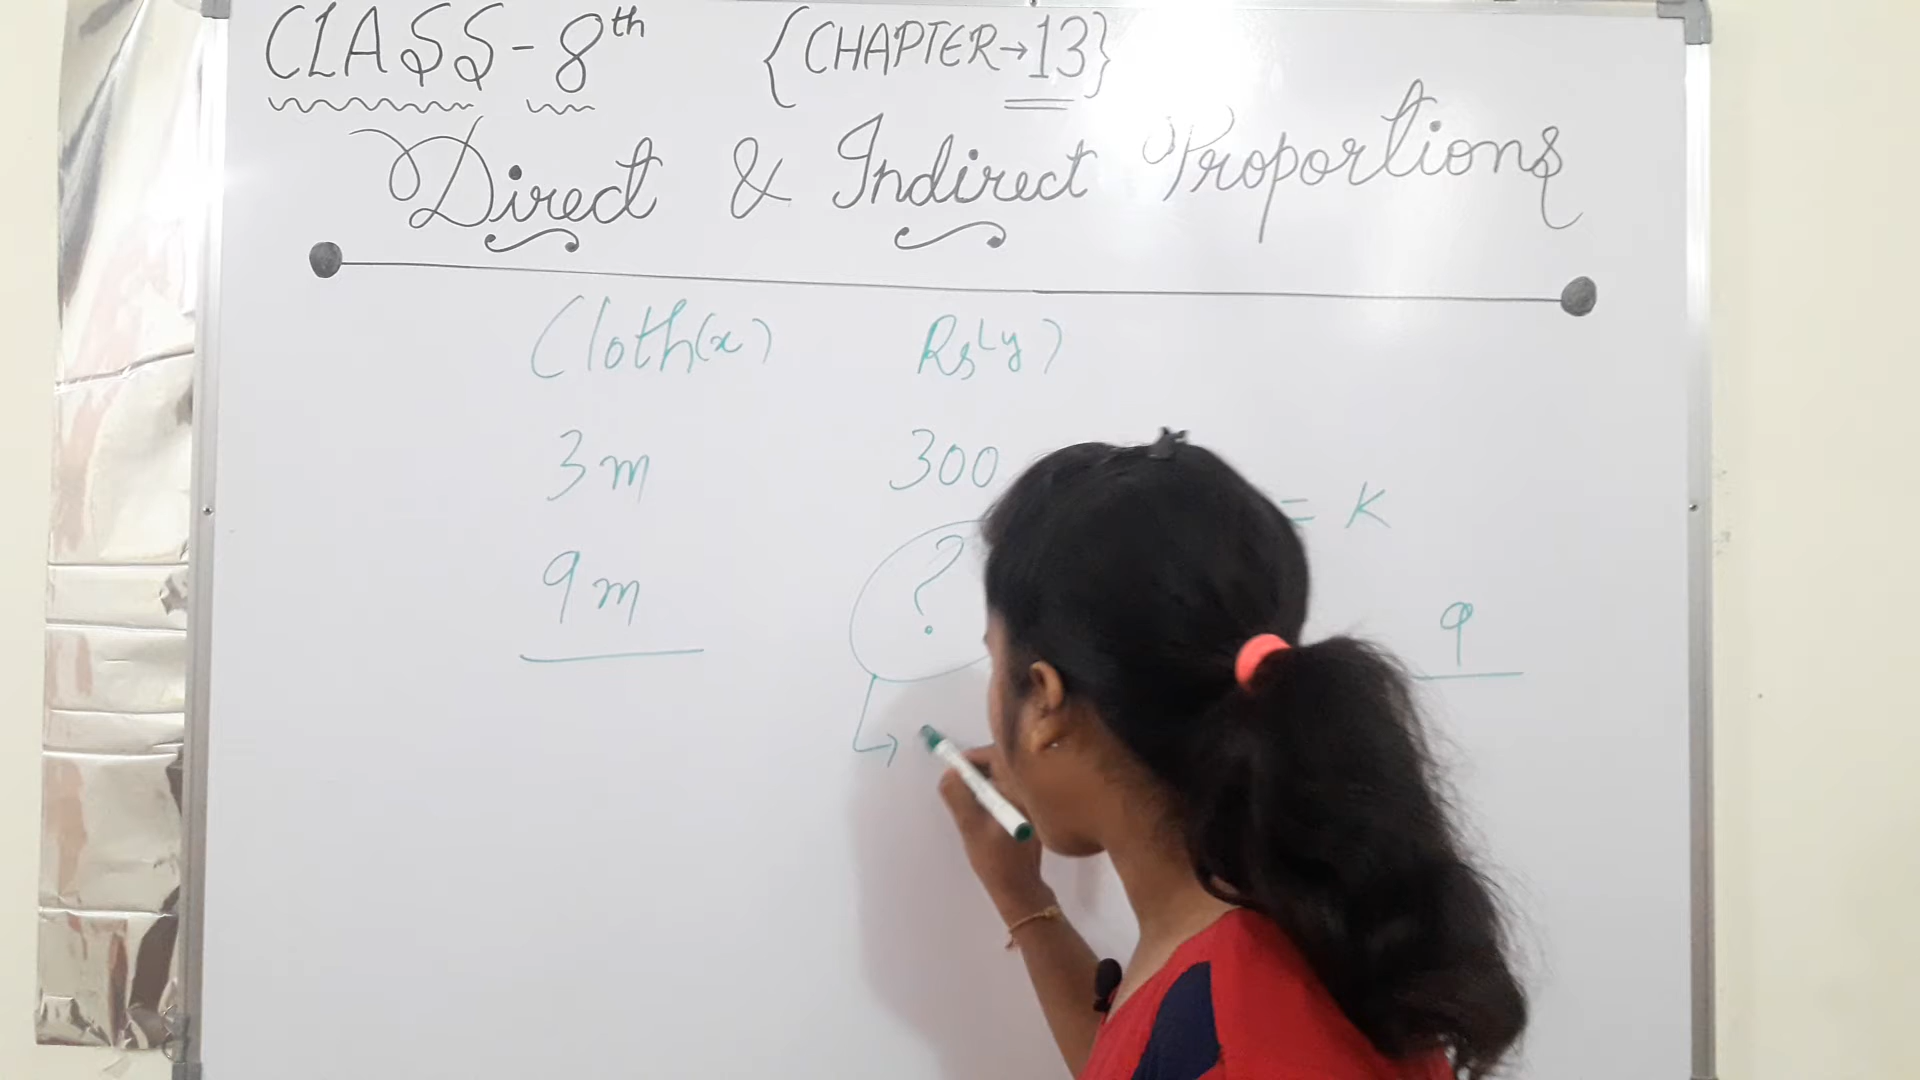 CLASS - 8th {CHAPTER→13}
Direct & Indirect Proportions
Cloth(x) Rs(y)
3m 300
= K
9m ?
9